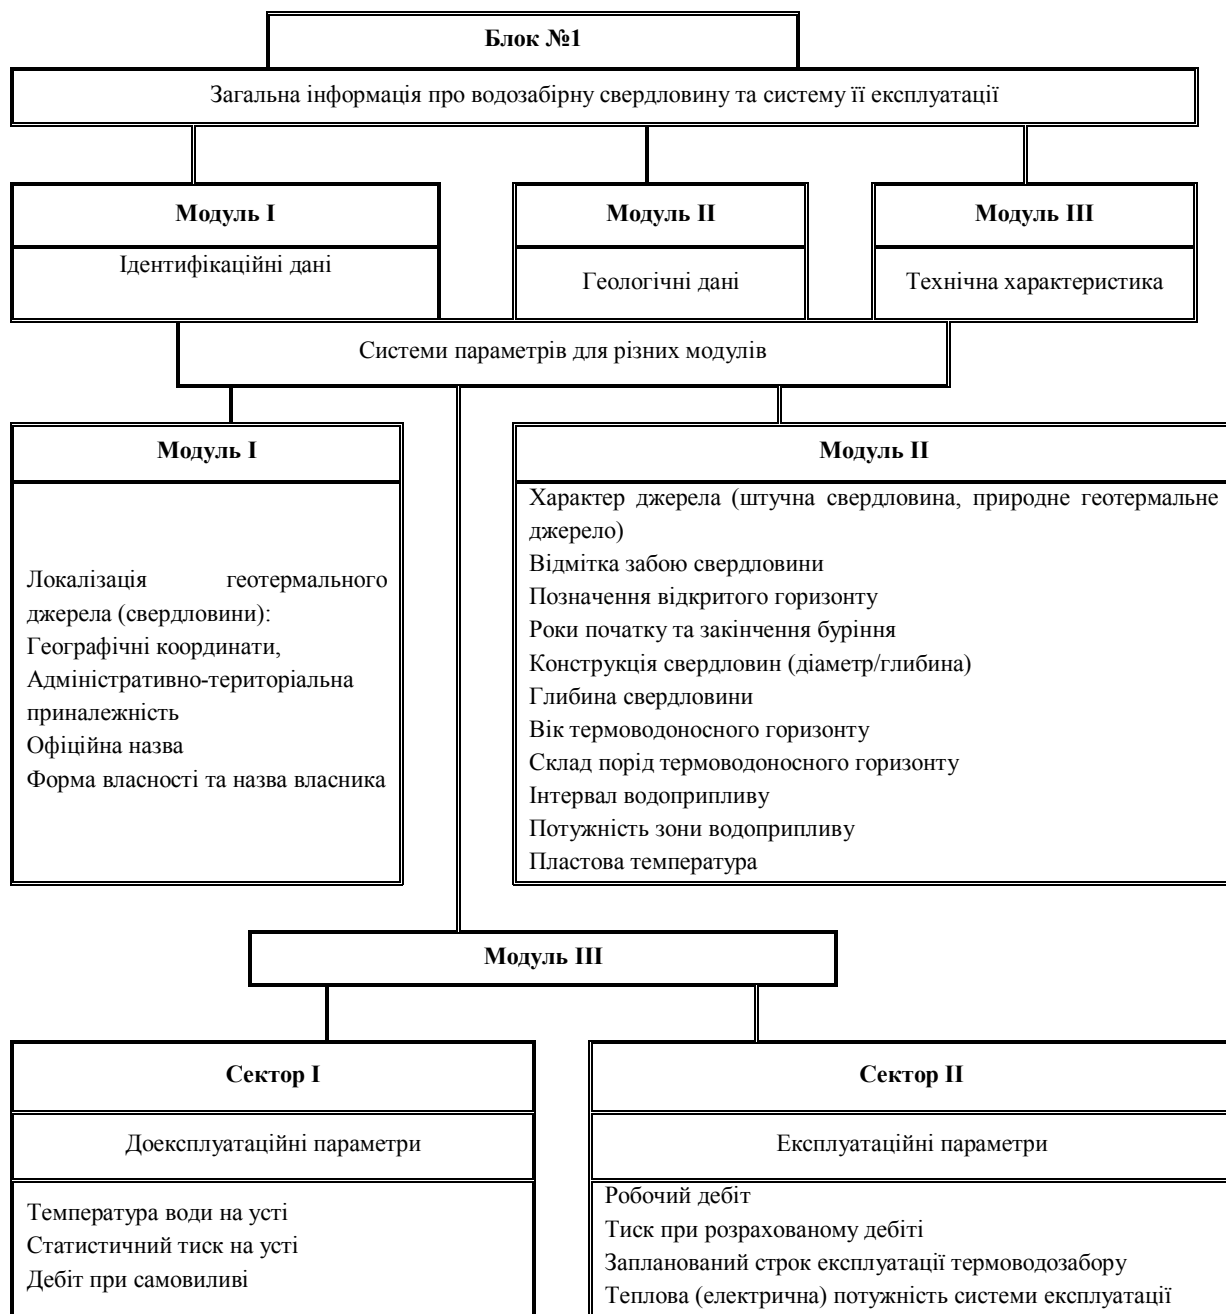 Блок №1
Загальна інформація про водозабірну свердловину та систему її експлуатації
Модуль I
Ідентифікаційні дані
Модуль II
Геологічні дані
Модуль III
Технічна характеристика
Системи параметрів для різних модулів
Модуль I
Локалізація геотермального
джерела (свердловини):
Географічні координати,
Адміністративно-територіальна
приналежність
Офіційна назва
Форма власності та назва власника
Модуль II
Характер джерела (штучна свердловина, природне геотермальне
джерело)
Відмітка забою свердловини
Позначення відкритого горизонту
Роки початку та закінчення буріння
Конструкція свердловин (діаметр/глибина)
Глибина свердловини
Вік термоводоносного горизонту
Склад порід термоводоносного горизонту
Інтервал водоприпливу
Потужність зони водоприпливу
Пластова температура
Модуль III
Сектор I
Доексплуатаційні параметри
Температура води на усті
Статистичний тиск на усті
Дебіт при самовиливі
Сектор II
Експлуатаційні параметри
Робочий дебіт
Тиск при розрахованому дебіті
Запланований строк експлуатації термоводозабору
Теплова (електрична) потужність системи експлуатації